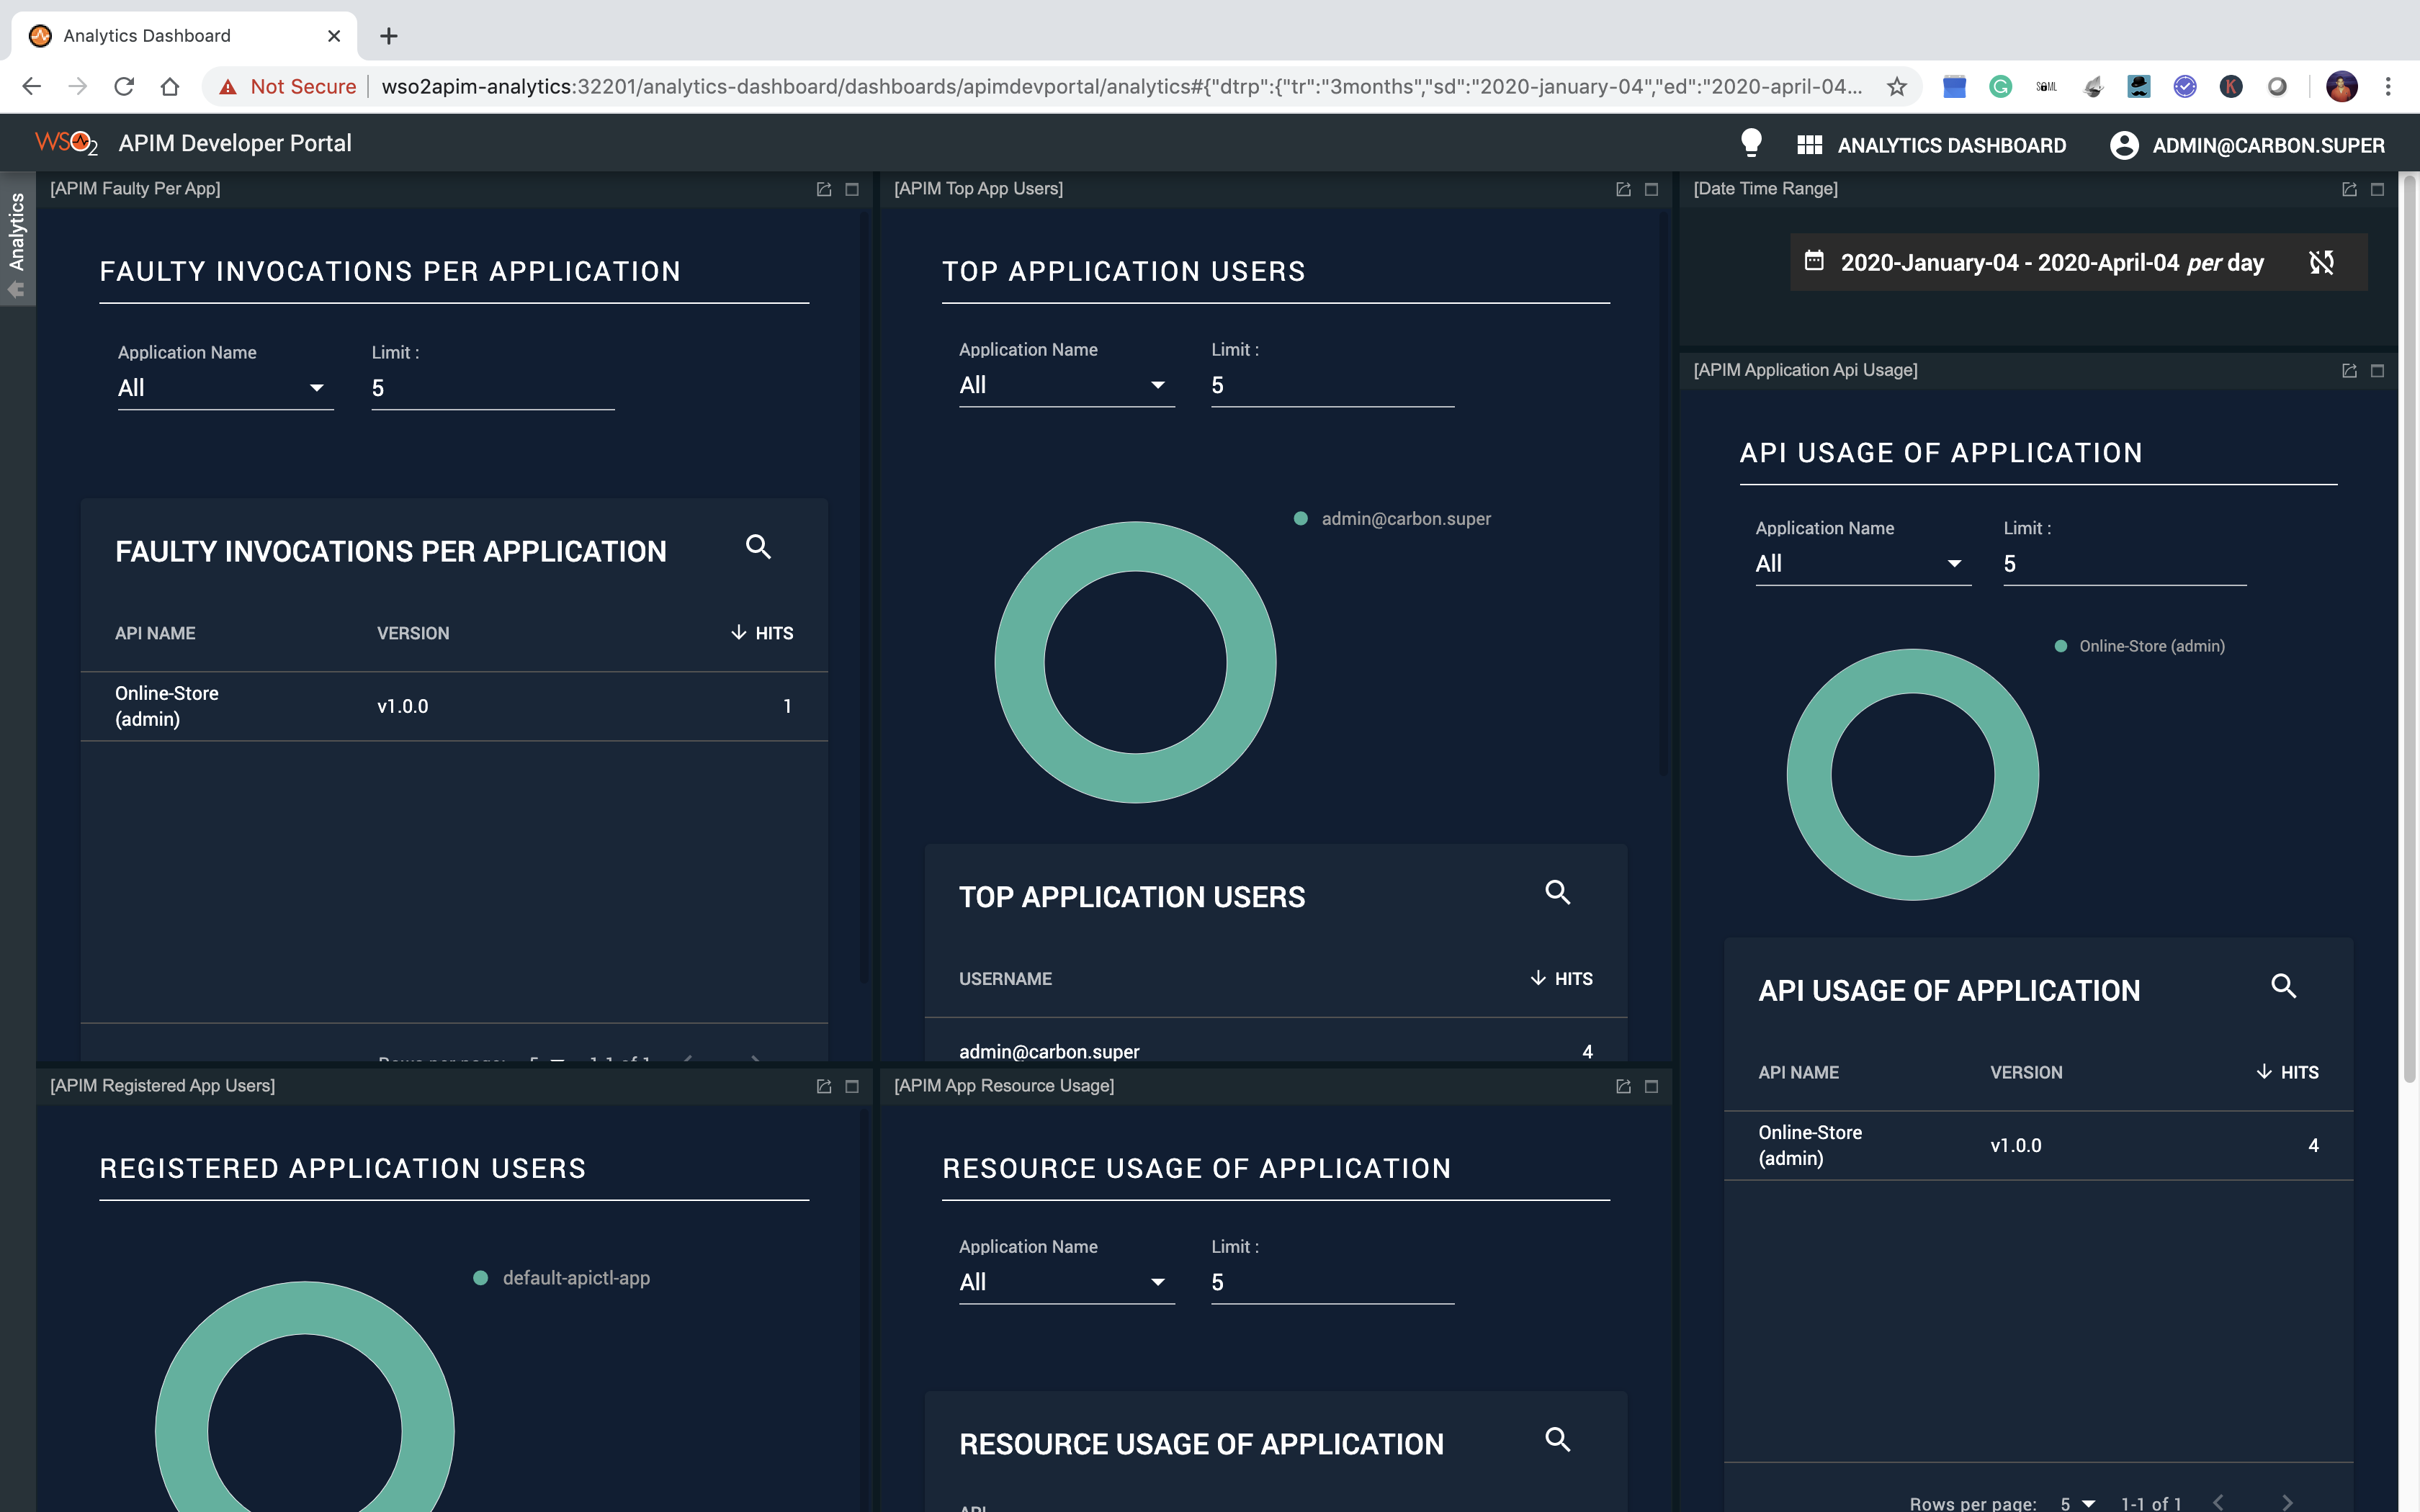 Analytics Dashboard
Not Secure
wso2apim-analytics:32201/analytics-dashboard/dashboards/apimdevportal/analytics#{"dtrp":{"tr":"3months","sd":"2020-january-04","ed":"2020-april-04...
WSO2
APIM Developer Portal
ANALYTICS DASHBOARD
ADMIN@CARBON.SUPER
Analytics
[APIM Faulty Per App]
FAULTY INVOCATIONS PER APPLICATION
Application Name
Limit :
All
5
FAULTY INVOCATIONS PER APPLICATION
API NAME
VERSION
HITS
Online-Store
(admin)
v1.0.0
1
Rows per page:
5
1-1 of 1
[APIM Top App Users]
TOP APPLICATION USERS
Application Name
Limit :
All
5
admin@carbon.super
TOP APPLICATION USERS
USERNAME
HITS
admin@carbon.super
4
[Date Time Range]
2020-January-04 - 2020-April-04 per day
[APIM Application Api Usage]
API USAGE OF APPLICATION
Application Name
Limit :
All
5
Online-Store (admin)
API USAGE OF APPLICATION
API NAME
VERSION
HITS
Online-Store
(admin)
v1.0.0
4
Rows per page:
5
1-1 of 1
[APIM Registered App Users]
REGISTERED APPLICATION USERS
default-apictl-app
[APIM App Resource Usage]
RESOURCE USAGE OF APPLICATION
Application Name
Limit :
All
5
RESOURCE USAGE OF APPLICATION
API